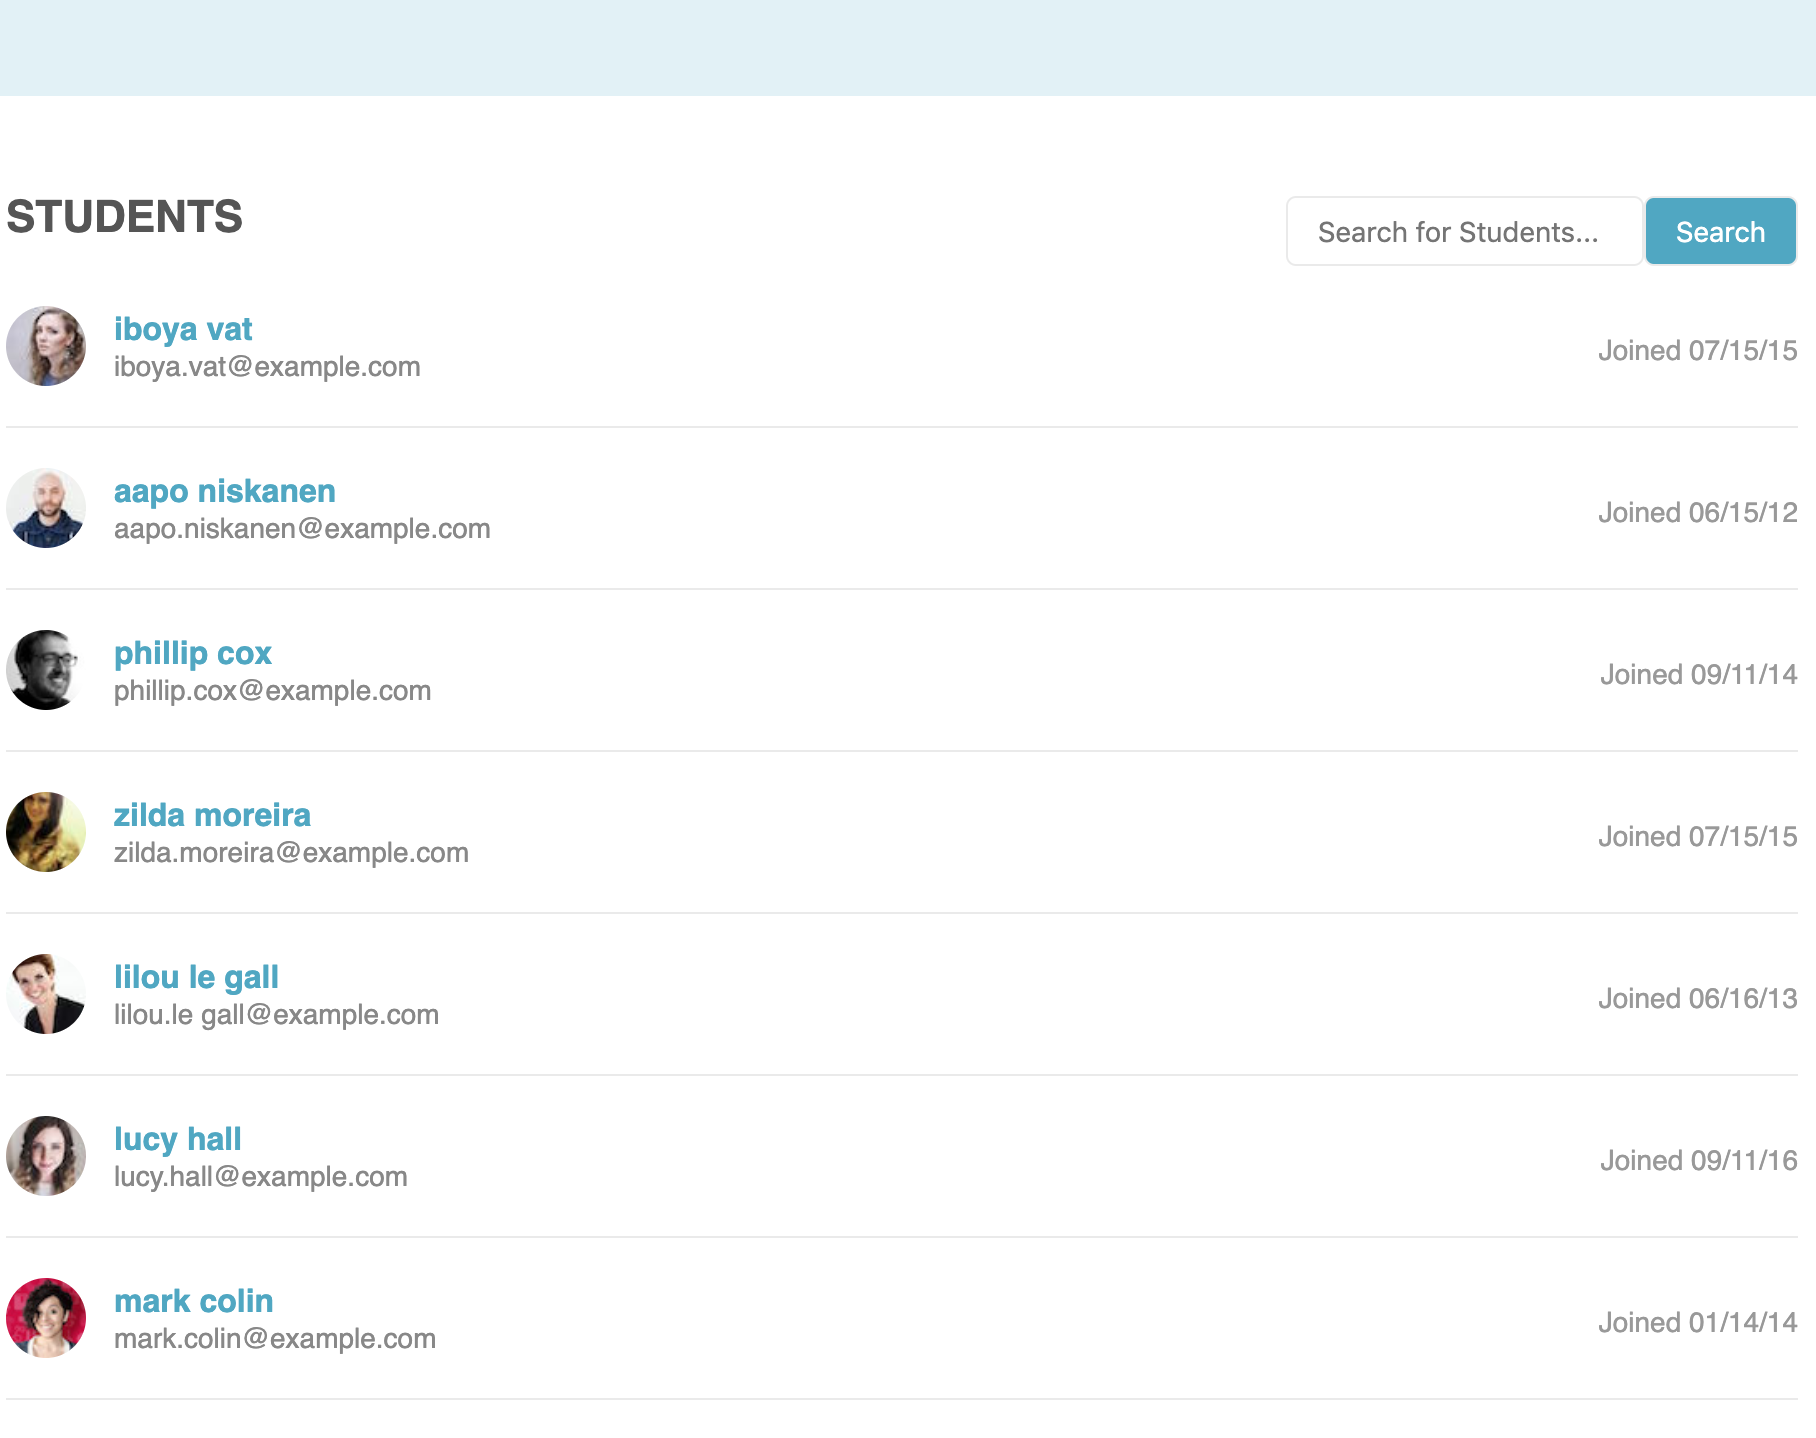 STUDENTS
Search for Students...
Search
iboya vat
iboya.vat@example.com
Joined 07/15/15
aapo niskanen
aapo.niskanen@example.com
Joined 06/15/12
phillip cox
phillip.cox@example.com
Joined 09/11/14
zilda moreira
zilda.moreira@example.com
Joined 07/15/15
lilou le gall
lilou.le gall@example.com
Joined 06/16/13
lucy hall
lucy.hall@example.com
Joined 09/11/16
mark colin
mark.colin@example.com
Joined 01/14/14